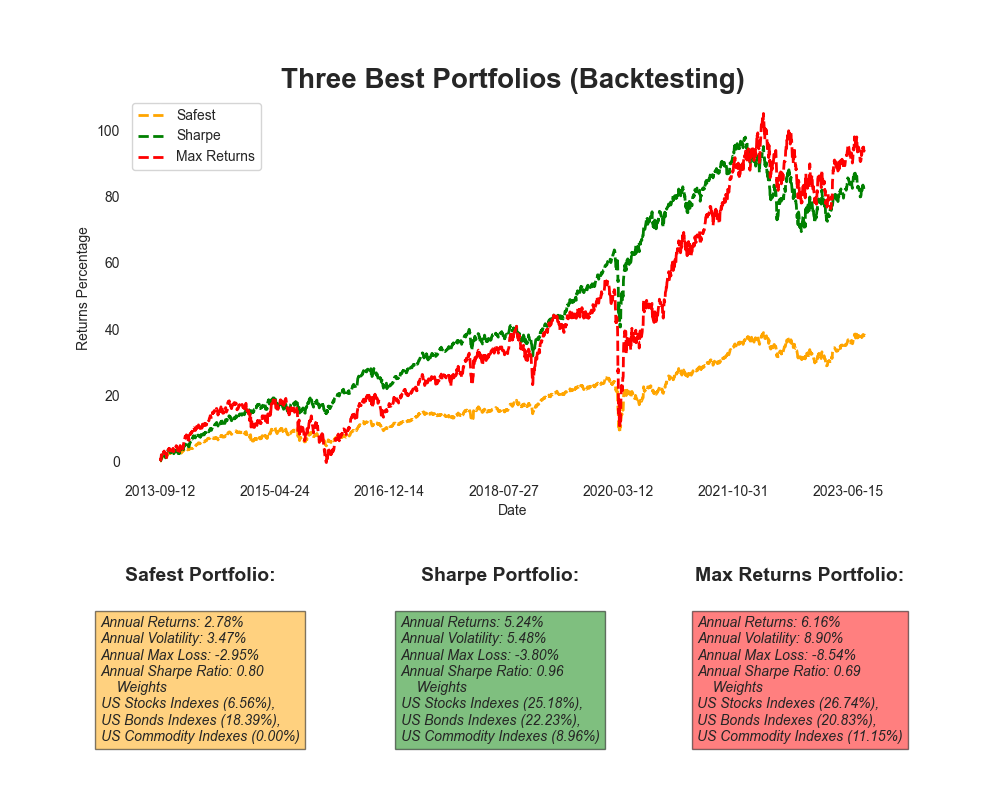 Three Best Portfolios (Backtesting)
Safest
Sharpe
Max Returns
100
80
60
40
20
0
Returns Percentage
2013-09-12 2015-04-24 2016-12-14 2018-07-27 2020-03-12 2021-10-31 2023-06-15
Date
Safest Portfolio:
Annual Returns: 2.78%
Annual Volatility: 3.47%
Annual Max Loss: -2.95%
Annual Sharpe Ratio: 0.80
Weights
US Stocks Indexes (6.56%),
US Bonds Indexes (18.39%),
US Commodity Indexes (0.00%)
Sharpe Portfolio:
Annual Returns: 5.24%
Annual Volatility: 5.48%
Annual Max Loss: -3.80%
Annual Sharpe Ratio: 0.96
Weights
US Stocks Indexes (25.18%),
US Bonds Indexes (22.23%),
US Commodity Indexes (8.96%)
Max Returns Portfolio:
Annual Returns: 6.16%
Annual Volatility: 8.90%
Annual Max Loss: -8.54%
Annual Sharpe Ratio: 0.69
Weights
US Stocks Indexes (26.74%),
US Bonds Indexes (20.83%),
US Commodity Indexes (11.15%)